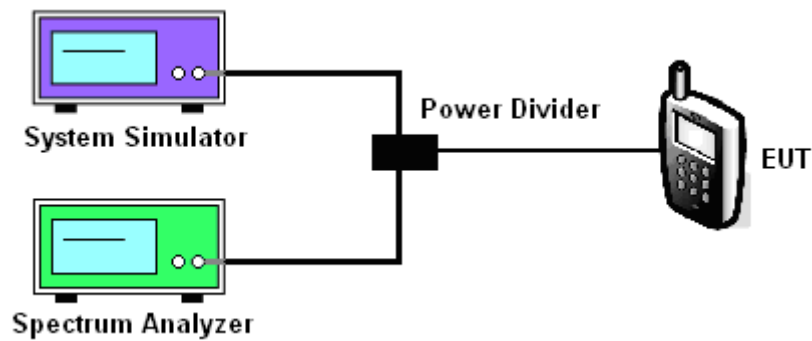 System Simulator
Power Divider
EUT
Spectrum Analyzer